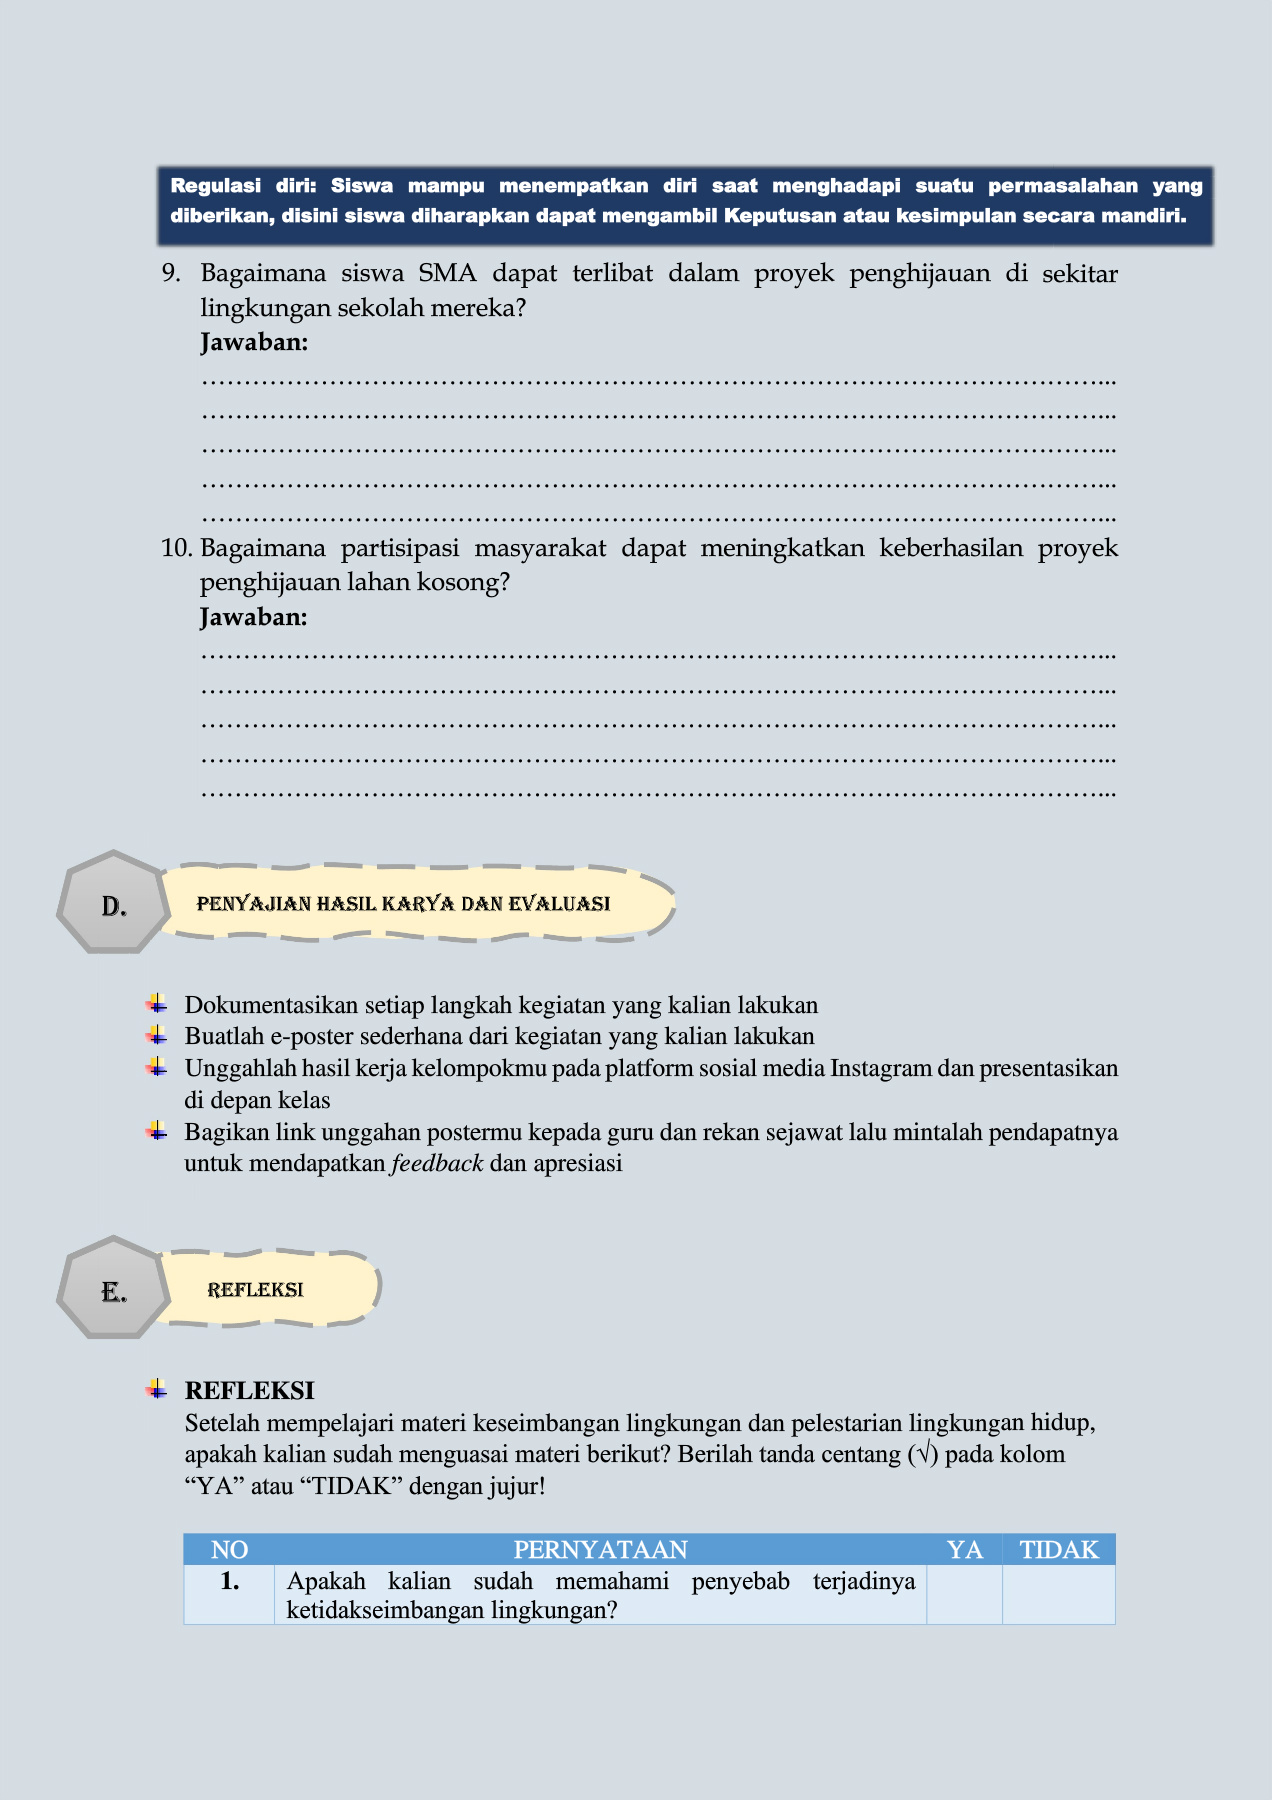 Regulasi diri: Siswa mampu menempatkan diri saat menghadapi suatu permasalahan yang
diberikan, disini siswa diharapkan dapat mengambil Keputusan atau kesimpulan secara mandiri.
9. Bagaimana siswa SMA dapat terlibat dalam proyek penghijauan di sekitar
lingkungan sekolah mereka?
Jawaban:
…………………………………………………………………………………………...
…………………………………………………………………………………………...
…………………………………………………………………………………………...
…………………………………………………………………………………………...
…………………………………………………………………………………………...
10. Bagaimana partisipasi masyarakat dapat meningkatkan keberhasilan proyek
penghijauan lahan kosong?
Jawaban:
…………………………………………………………………………………………...
…………………………………………………………………………………………...
…………………………………………………………………………………………...
…………………………………………………………………………………………...
…………………………………………………………………………………………...
D. PENYAJIAN HASIL KARYA DAN EVALUASI
Dokumentasikan setiap langkah kegiatan yang kalian lakukan
Buatlah e-poster sederhana dari kegiatan yang kalian lakukan
Unggahlah hasil kerja kelompokmu pada platform sosial media Instagram dan presentasikan
di depan kelas
Bagikan link unggahan postermu kepada guru dan rekan sejawat lalu mintalah pendapatnya
untuk mendapatkan feedback dan apresiasi
E. REFLEKSI
REFLEKSI
Setelah mempelajari materi keseimbangan lingkungan dan pelestarian lingkungan hidup,
apakah kalian sudah menguasai materi berikut? Berilah tanda centang (√) pada kolom
“YA” atau “TIDAK” dengan jujur!
NO PERNYATAAN YA TIDAK
1. Apakah kalian sudah memahami penyebab terjadinya
ketidakseimbangan lingkungan?